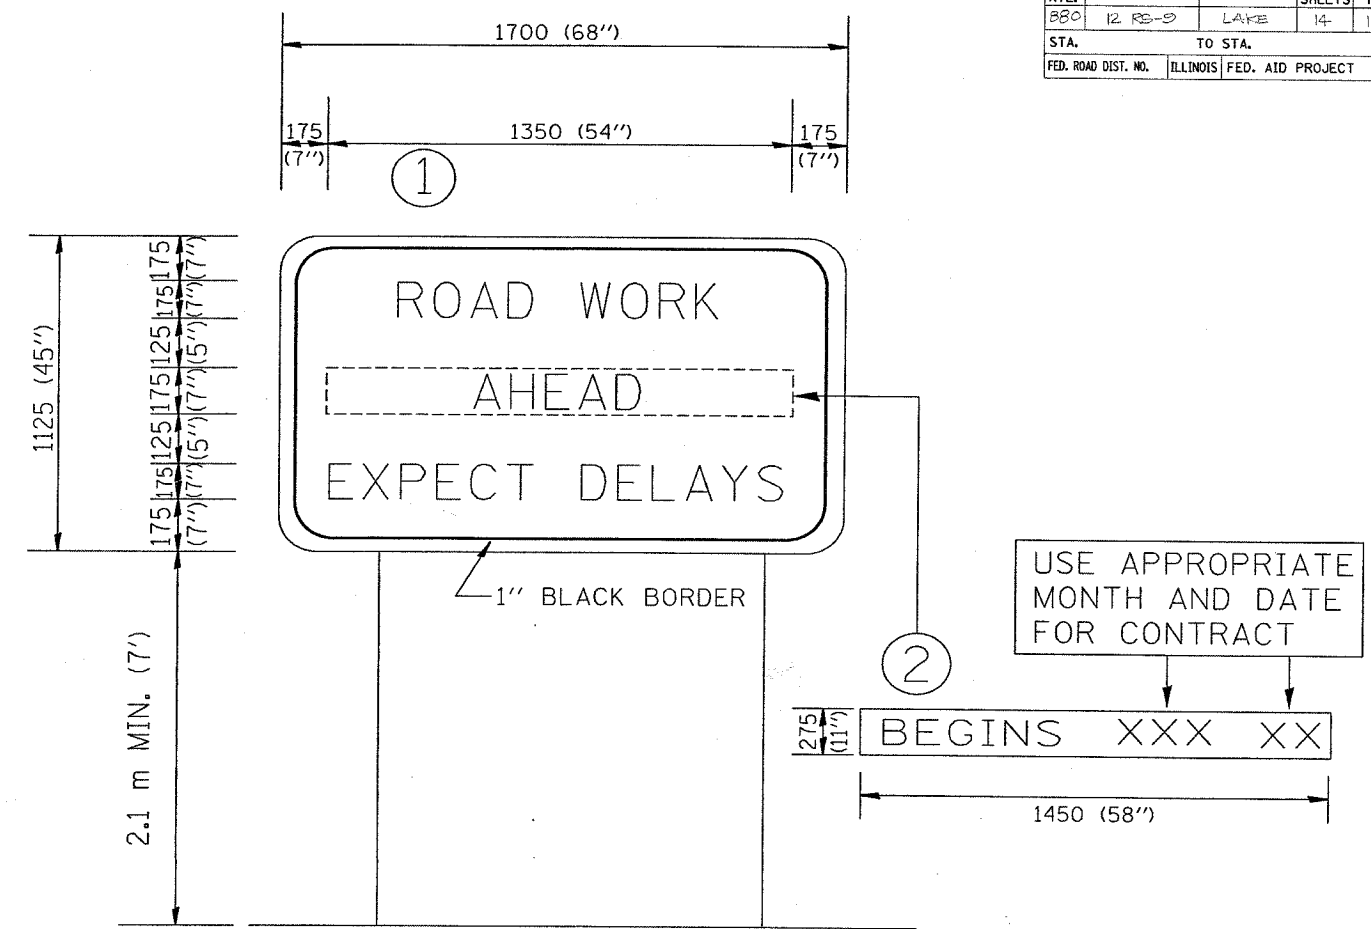 SHEETS
880 12 RS-9 LAKE 14
STA. TO STA.
FED. ROAD DIST. NO. ILLINOIS FED. AID PROJECT
1700 (68")
175 (7")
1350 (54")
175 (7")
1
1125 (45")
175 (7")
175 (7")
125 (5")
175 (7")
125 (5")
175 (7")
175 (7")
ROAD WORK
AHEAD
EXPECT DELAYS
1" BLACK BORDER
2.1 m MIN. (7')
2
USE APPROPRIATE
MONTH AND DATE
FOR CONTRACT
275 (11")
BEGINS XXX XX
1450 (58")